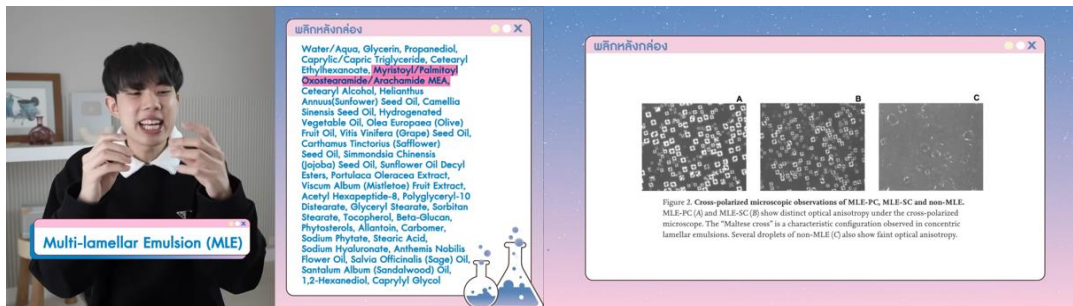 Multi-lamellar Emulsion (MLE)
พลิกหลังกล่อง
Water/Aqua, Glycerin, Propanediol,
Caprylic/Capric Triglyceride, Cetearyl
Ethylhexanoate, Myristoyl/Palmitoyl
Oxostearamide/Arachamide MEA,
Cetearyl Alcohol, Helianthus
Annuus(Sunfower) Seed Oil, Camellia
Sinensis Seed Oil, Hydrogenated
Vegetable Oil, Olea Europaea (Olive)
Fruit Oil, Vitis Vinifera (Grape) Seed Oil,
Carthamus Tinctorius (Safflower)
Seed Oil, Simmondsia Chinensis
(Jojoba) Seed Oil, Sunflower Oil Decyl
Esters, Portulaca Oleracea Extract,
Viscum Album (Mistletoe) Fruit Extract,
Acetyl Hexapeptide-8, Polyglyceryl-10
Distearate, Glyceryl Stearate, Sorbitan
Stearate, Tocopherol, Beta-Glucan,
Phytosterols, Allantoin, Carbomer,
Sodium Phytate, Stearic Acid,
Sodium Hyaluronate, Anthemis Nobilis
Flower Oil, Salvia Officinalis (Sage) Oil,
Santalum Album (Sandalwood) Oil,
1,2-Hexanediol, Caprylyl Glycol
พลิกหลังกล่อง
A
B
C
Figure 2. Cross-polarized microscopic observations of MLE-PC, MLE-SC and non-MLE.
MLE-PC (A) and MLE-SC (B) show distinct optical anisotropy under the cross-polarized
microscope. The “Maltese cross” is a characteristic configuration observed in concentric
lamellar emulsions. Several droplets of non-MLE (C) also show faint optical anisotropy.